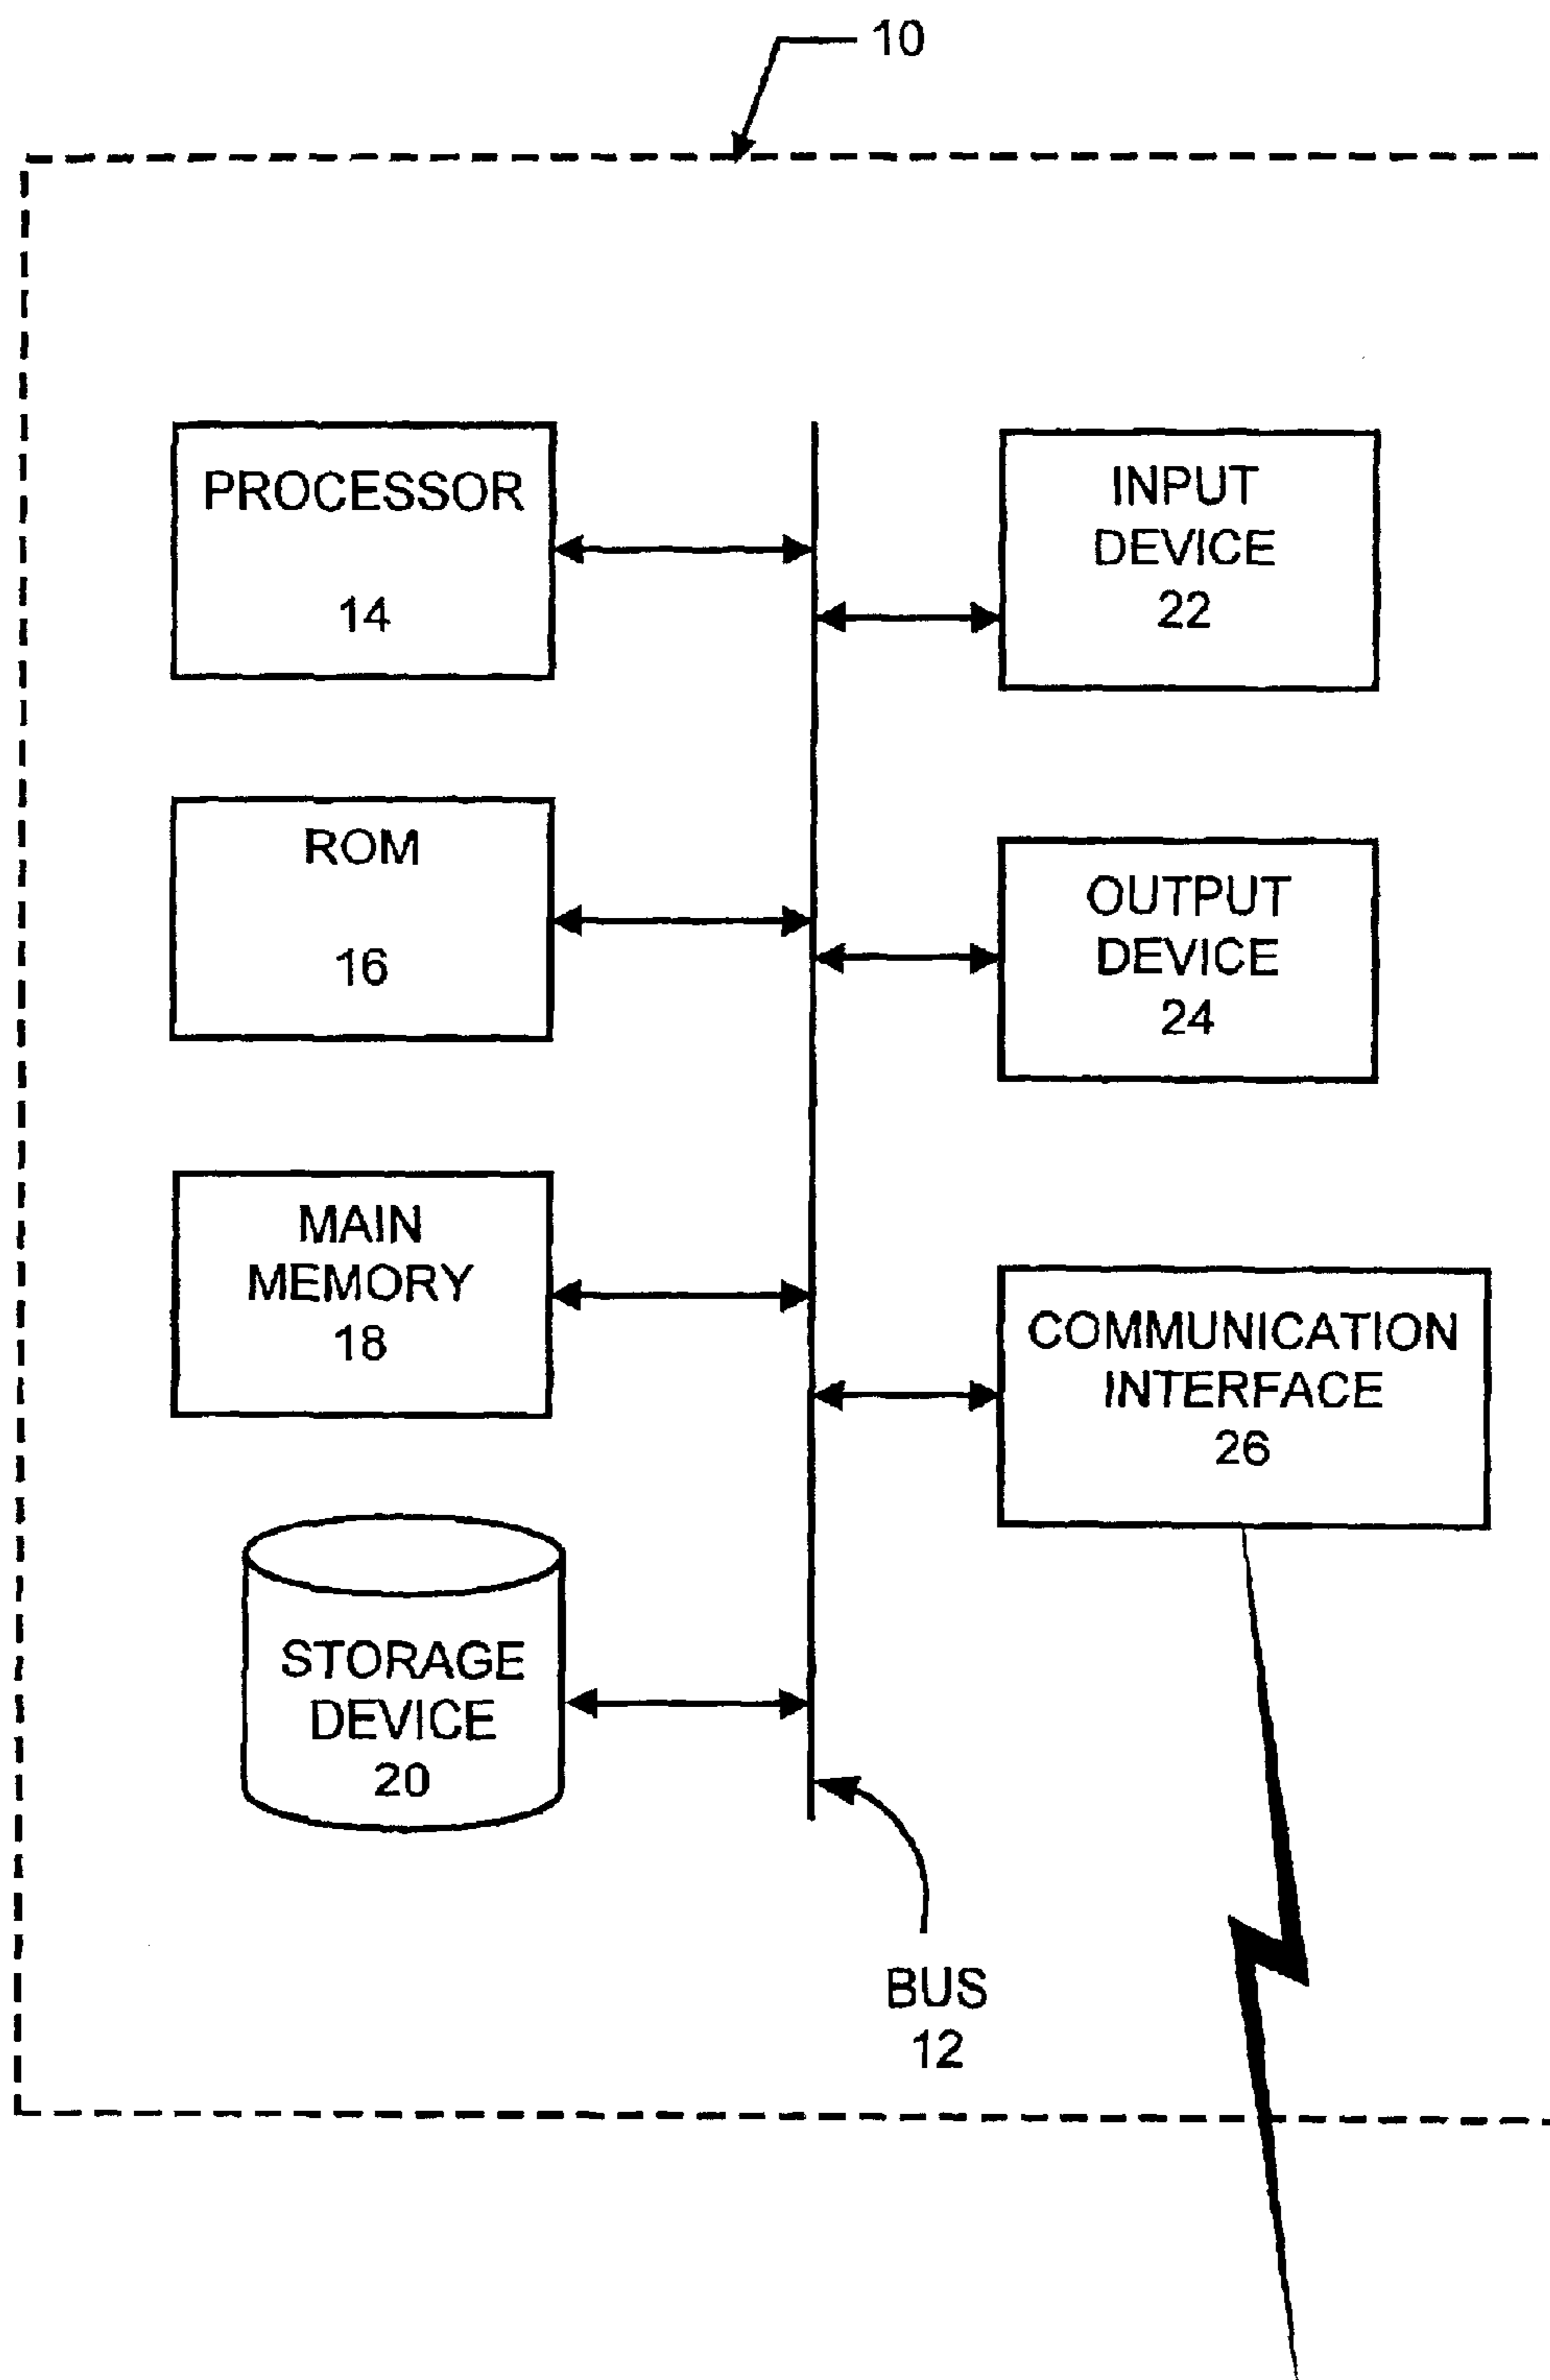 10
PROCESSOR
14
INPUT
DEVICE
22
ROM
16
OUTPUT
DEVICE
24
MAIN
MEMORY
18
COMMUNICATION
INTERFACE
26
STORAGE
DEVICE
20
BUS
12